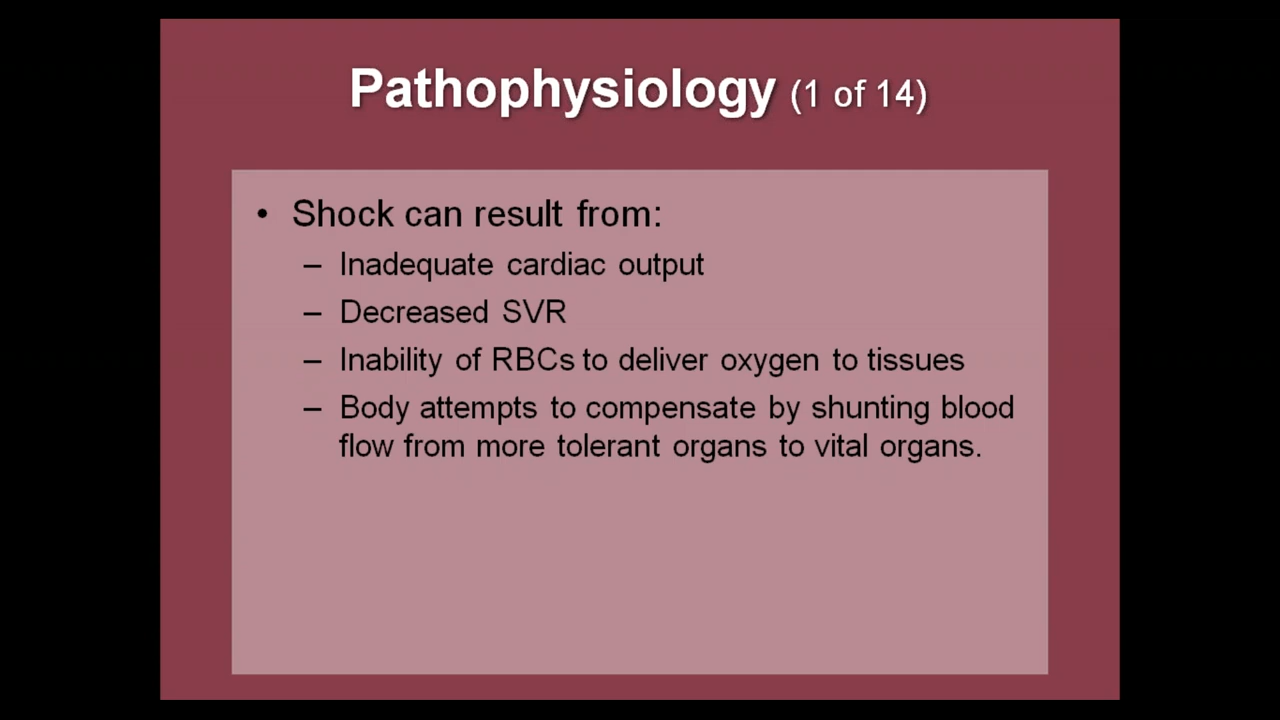 Pathophysiology (1 of 14)
• Shock can result from:
– Inadequate cardiac output
– Decreased SVR
– Inability of RBCs to deliver oxygen to tissues
– Body attempts to compensate by shunting blood
flow from more tolerant organs to vital organs.